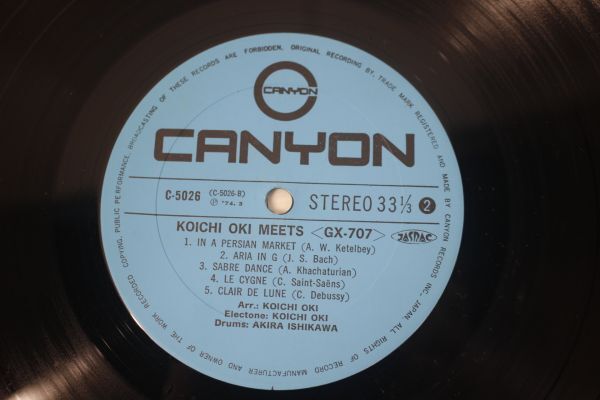 CANYON
CANYON
C-5026 (C-5026-B)
Ⓟ '74. 3
STEREO 33 1/3 2
KOICHI OKI MEETS <GX-707>
JASRAC
1. IN A PERSIAN MARKET (A. W. Ketelbey)
2. ARIA IN G (J. S. Bach)
3. SABRE DANCE (A. Khachaturian)
4. LE CYGNE (C. Saint-Saëns)
5. CLAIR DE LUNE (C. Debussy)
Arr.: KOICHI OKI
Electone: KOICHI OKI
Drums: AKIRA ISHIKAWA
MANUFACTURER AND OWNER OF THE WORK RECORDED COPYING, PUBLIC PERFORMANCE, BROADCASTING OF THESE RECORDS ARE FORBIDDEN, ORIGINAL RECORDING BY, TRADE MARK REGISTERED AND MADE BY CANYON RECORDS INC, JAPAN, ALL RIGHTS OF RECORD